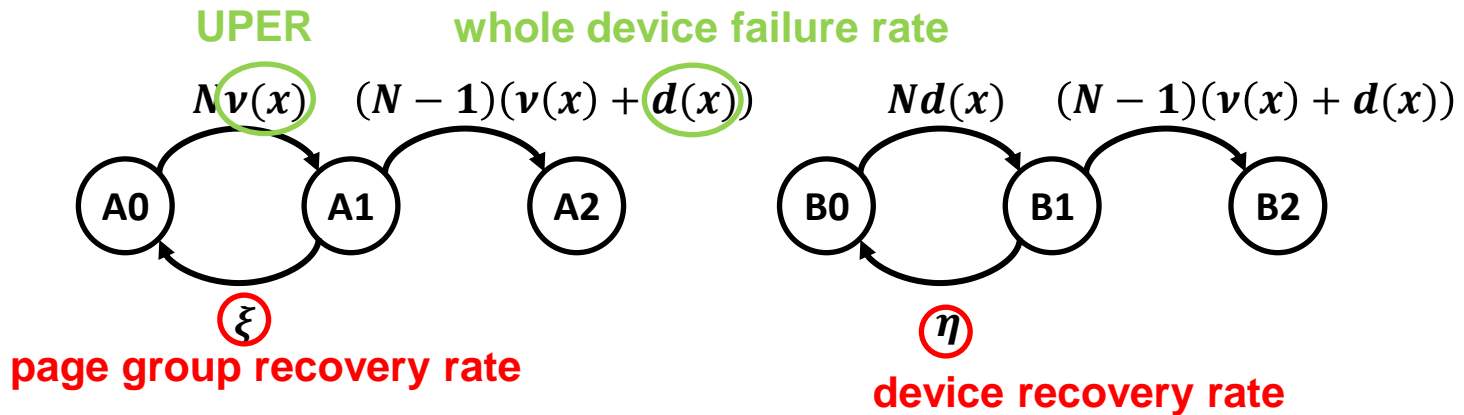 UPER whole device failure rate
Nν(x) (N − 1)(ν(x) + d(x)) Nd(x) (N − 1)(ν(x) + d(x))
A0 A1 A2 B0 B1 B2
ξ η
page group recovery rate
device recovery rate